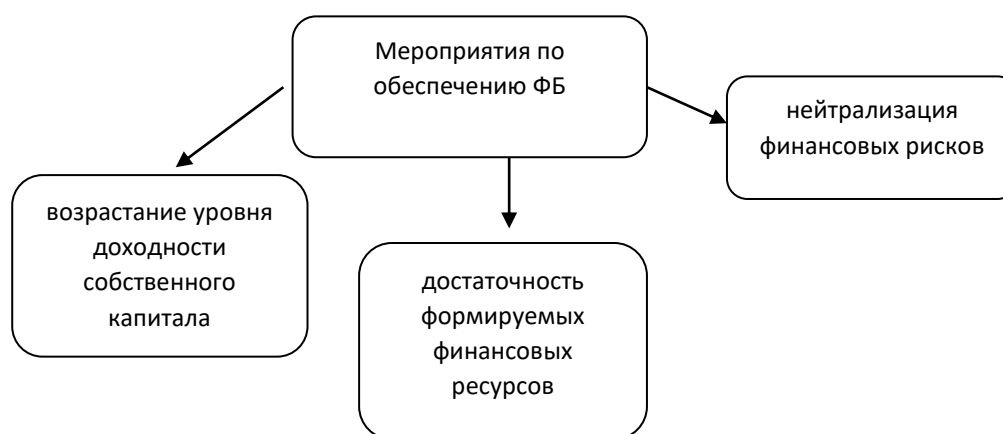 Мероприятия по
обеспечению ФБ
нейтрализация
финансовых рисков
возрастание уровня
доходности
собственного
капитала
достаточность
формируемых
финансовых
ресурсов